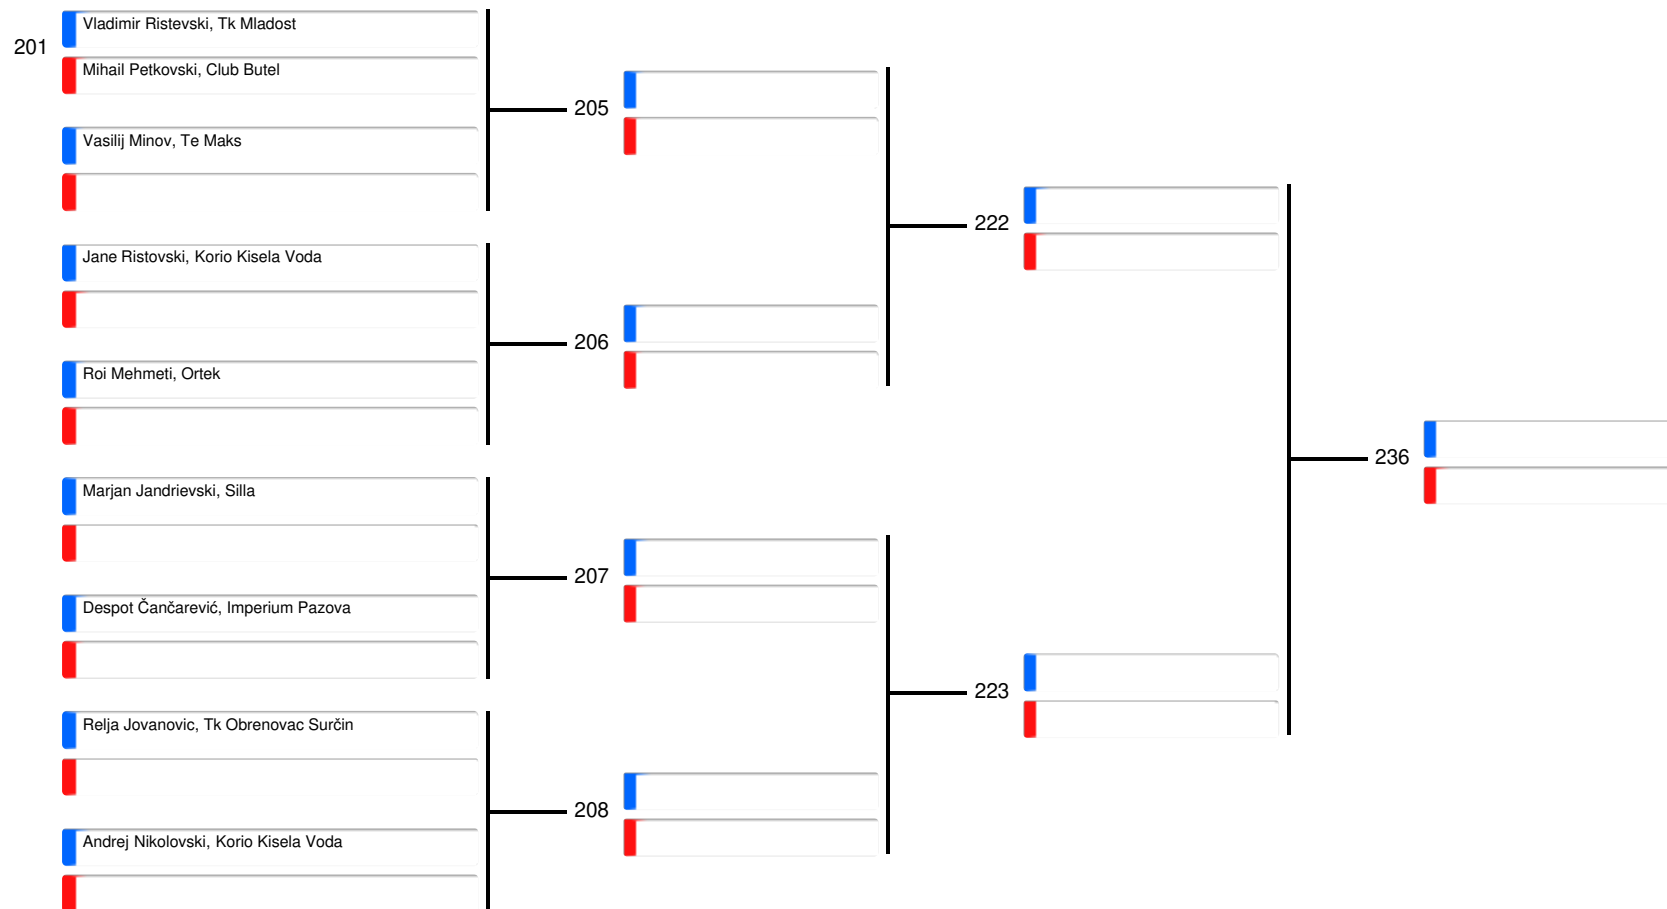 Vladimir Ristevski, Tk Mladost
201
Mihail Petkovski, Club Butel
205
Vasilij Minov, Te Maks
222
Jane Ristovski, Korio Kisela Voda
206
Roi Mehmeti, Ortek
236
Marjan Jandrievski, Silla
207
Despot Čančarević, Imperium Pazova
223
Relja Jovanovic, Tk Obrenovac Surčin
208
Andrej Nikolovski, Korio Kisela Voda